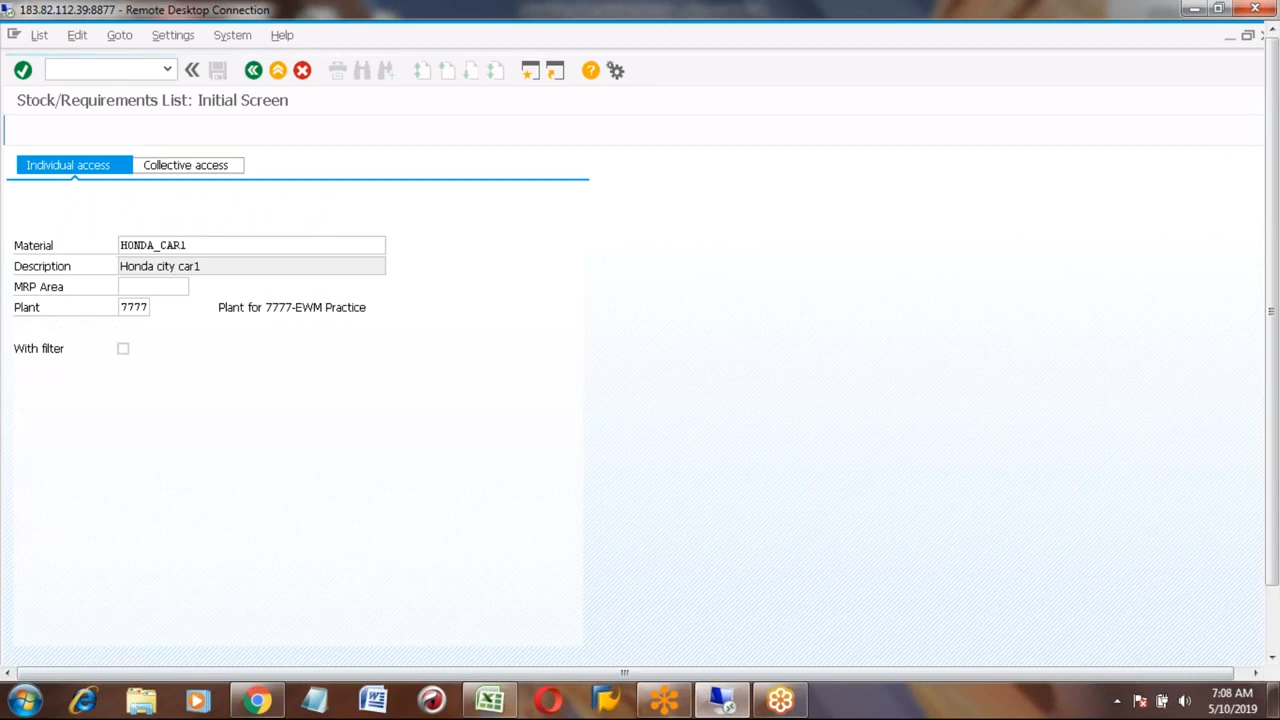 183.82.112.39:8877 - Remote Desktop Connection
List Edit Goto Settings System Help
Stock/Requirements List: Initial Screen
Individual access Collective access
Material HONDA_CAR1
Description Honda city car1
MRP Area
Plant 7777 Plant for 7777-EWM Practice
With filter
7:08 AM
5/10/2019